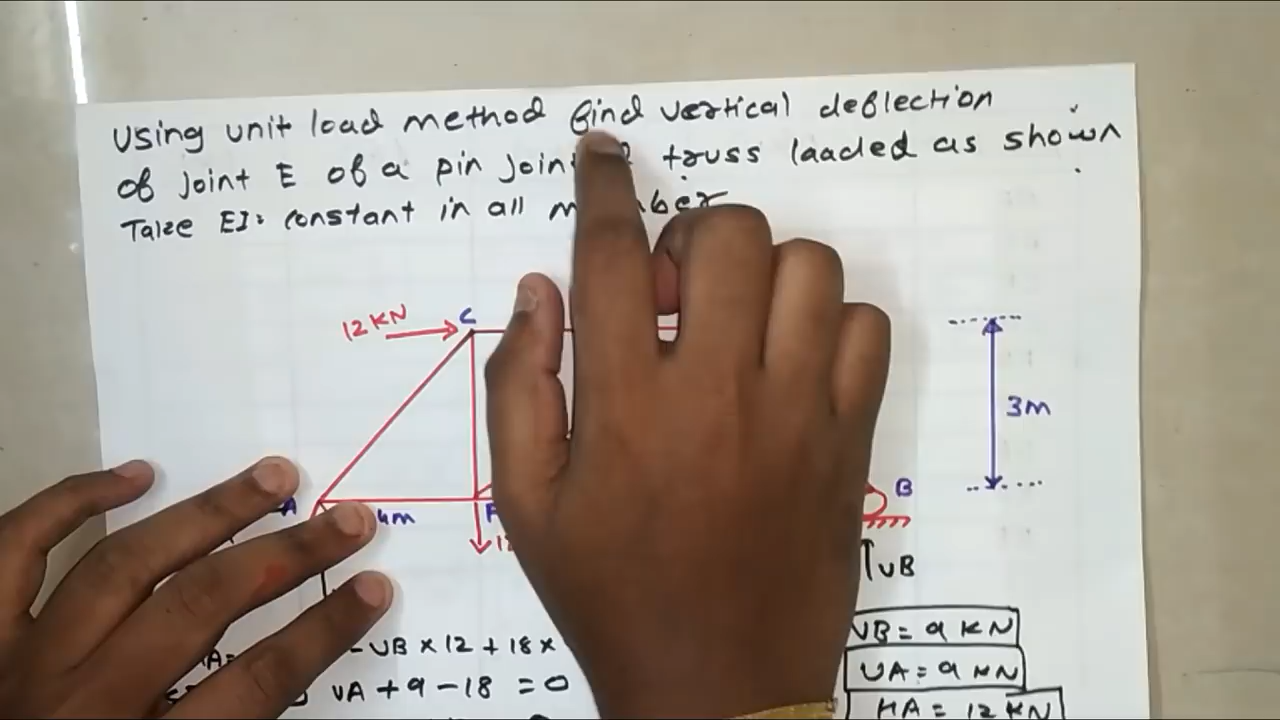 Using unit load method find vertical deflection
of joint E of a pin truss loaded as shown
Take EI: constant in all
12 KN C
3m
A 4m B
↑VB
-VB × 12 + 18 × VB = 9 KN
VA + 9 - 18 = 0 VA = 9 KN
HA = 12 KN